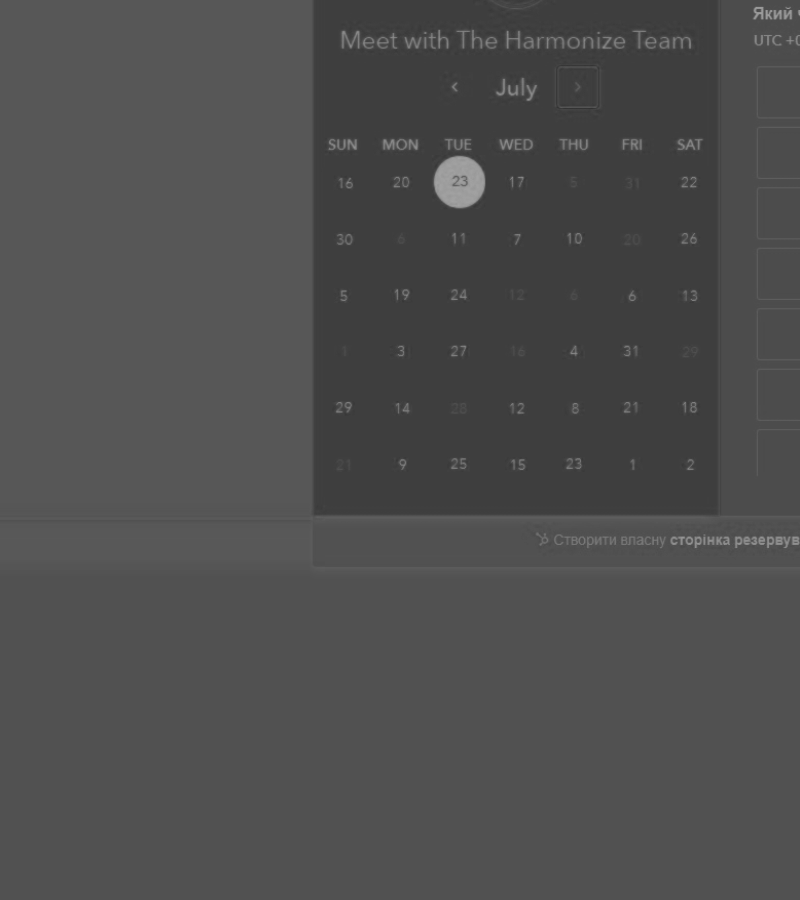 Який
UTC
Meet with The Harmonize Team
July
SUN MON TUE WED THU FRI SAT
16 20 23 17 5 31 22
30 6 11 7 10 20 26
5 19 24 12 6 6 13
1 3 27 16 4 31 29
29 14 28 12 8 21 18
21 9 25 15 23 1 2
Створити власну сторінка резервув